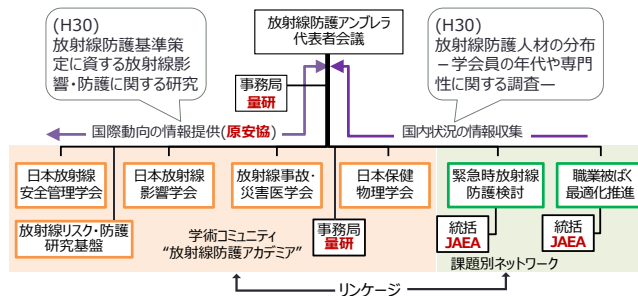 放射線防護アンブレラ
代表者会議
(H30)
放射線防護基準策
定に資する放射線影
響・防護に関する研究
(H30)
放射線防護人材の分布
－学会員の年代や専門
性に関する調査―
事務局
量研
国際動向の情報提供(原安協)
国内状況の情報収集
日本放射線
安全管理学会
日本放射線
影響学会
放射線事故・
災害医学会
日本保健
物理学会
緊急時放射線
防護検討
職業被ばく
最適化推進
放射線リスク・防護
研究基盤
学術コミュニティ
“放射線防護アカデミア”
事務局
量研
統括
JAEA
統括
JAEA
課題別ネットワーク
リンケージ